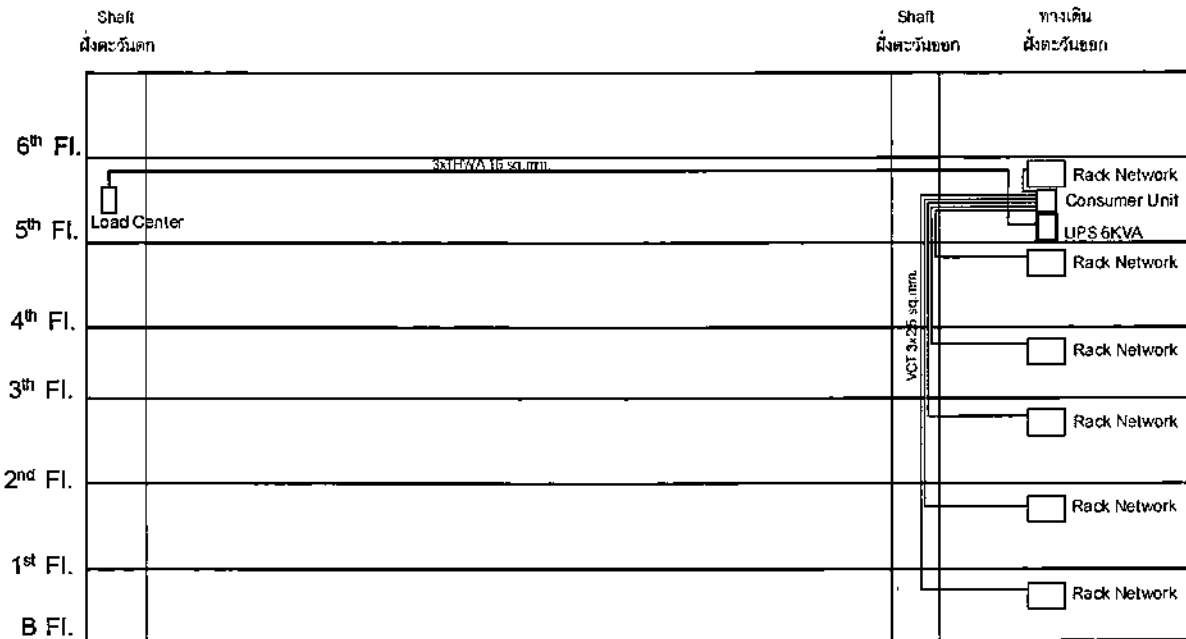 Shaft
ฝั่งตะวันตก
Shaft
ฝั่งตะวันออก
ทางเดิน
ฝั่งตะวันออก
6th Fl.
3xTHWA 16 sq.mm.
Rack Network
Consumer Unit
Load Center
5th Fl.
UPS 6KVA
Rack Network
VCT 3x2.5 sq.mm.
4th Fl.
Rack Network
3th Fl.
Rack Network
2nd Fl.
Rack Network
1st Fl.
Rack Network
B Fl.